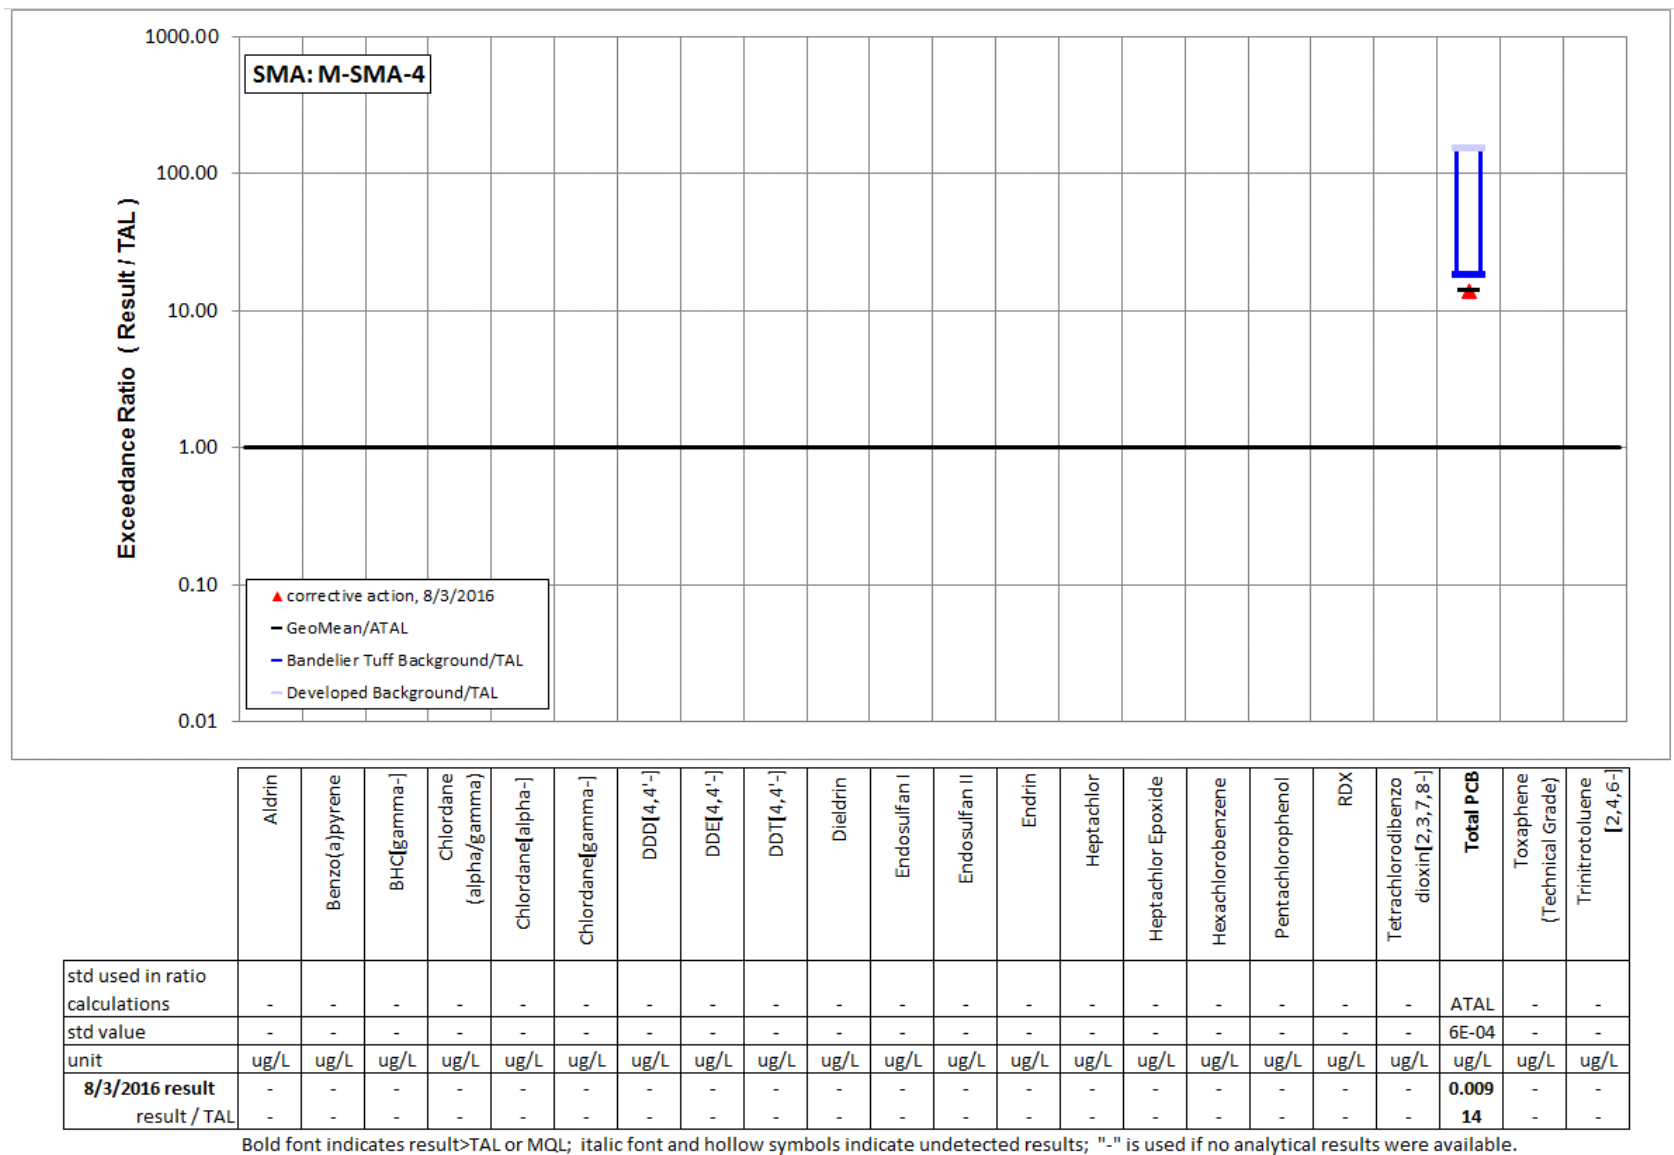 1000.00
100.00
10.00
1.00
0.10
0.01
Exceedance Ratio ( Result / TAL )
SMA: M-SMA-4
corrective action, 8/3/2016
GeoMean/ATAL
Bandelier Tuff Background/TAL
Developed Background/TAL
Aldrin
Benzo(a)pyrene
BHC[gamma-]
Chlordane
(alpha/gamma)
Chlordane[alpha-]
Chlordane[gamma-]
DDD[4,4'-]
DDE[4,4'-]
DDT[4,4'-]
Dieldrin
Endosulfan I
Endosulfan II
Endrin
Heptachlor
Heptachlor Epoxide
Hexachlorobenzene
Pentachlorophenol
RDX
Tetrachlorodibenzo
dioxin[2,3,7,8-]
Total PCB
Toxaphene
(Technical Grade)
Trinitrotoluene
[2,4,6-]
std used in ratio
calculations - - - - - - - - - - - - - - - - - - - ATAL - -
std value - - - - - - - - - - - - - - - - - - - 6E-04 - -
unit ug/L ug/L ug/L ug/L ug/L ug/L ug/L ug/L ug/L ug/L ug/L ug/L ug/L ug/L ug/L ug/L ug/L ug/L ug/L ug/L ug/L ug/L
8/3/2016 result - - - - - - - - - - - - - - - - - - - 0.009 - -
result / TAL - - - - - - - - - - - - - - - - - - - 14 - -
Bold font indicates result>TAL or MQL; italic font and hollow symbols indicate undetected results; "-" is used if no analytical results were available.